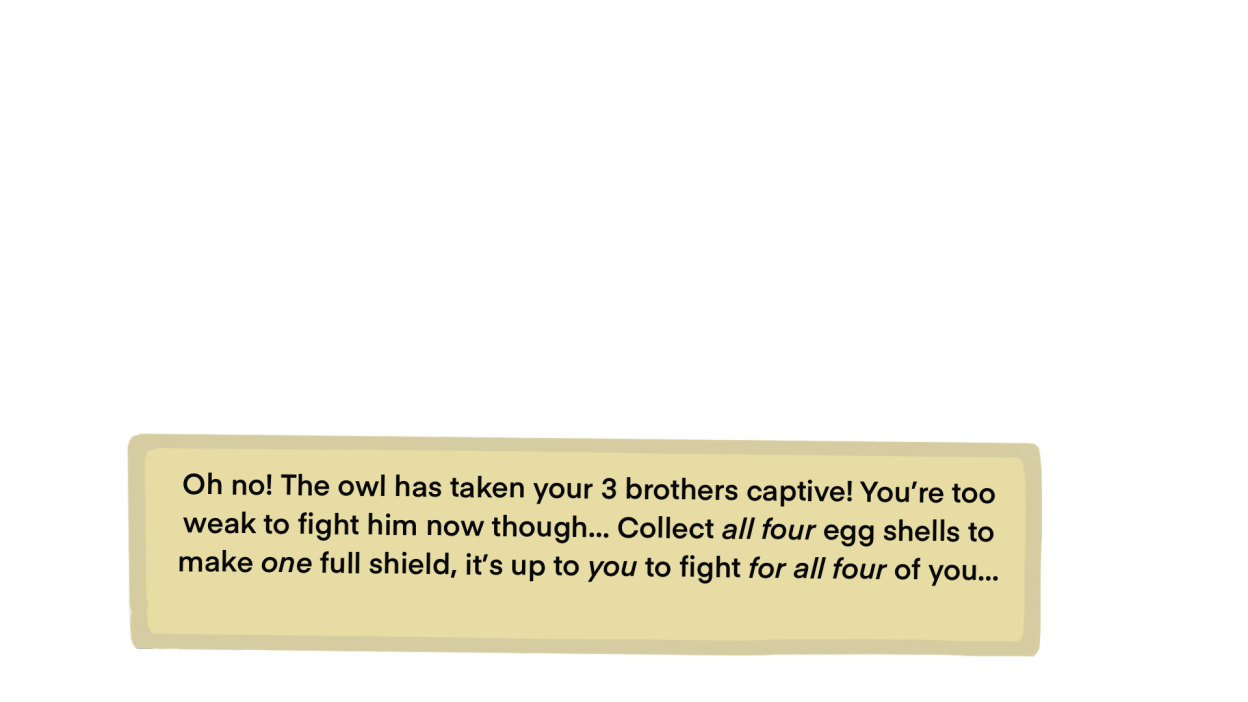 Oh no! The owl has taken your 3 brothers captive! You’re too
weak to fight him now though... Collect all four egg shells to
make one full shield, it’s up to you to fight for all four of you...